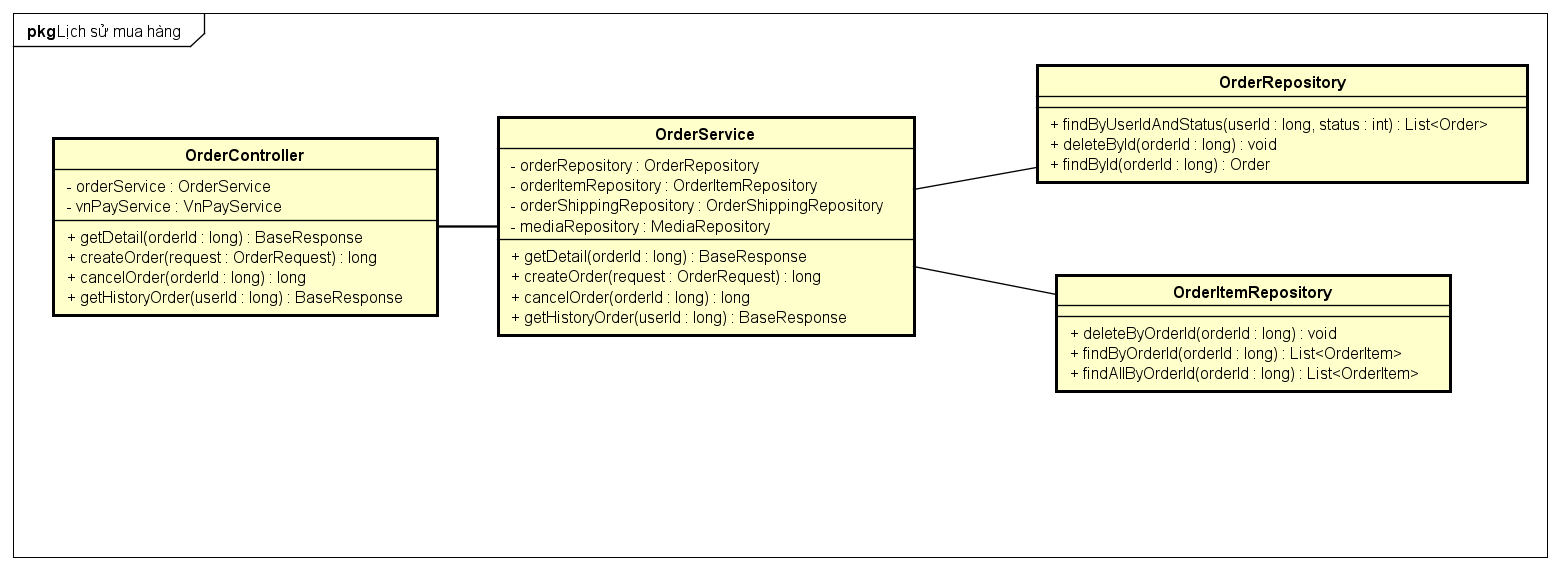 pkg Lịch sử mua hàng
OrderController
- orderService : OrderService
- vnPayService : VnPayService
+ getDetail(orderId : long) : BaseResponse
+ createOrder(request : OrderRequest) : long
+ cancelOrder(orderId : long) : long
+ getHistoryOrder(userId : long) : BaseResponse
OrderService
- orderRepository : OrderRepository
- orderItemRepository : OrderItemRepository
- orderShippingRepository : OrderShippingRepository
- mediaRepository : MediaRepository
+ getDetail(orderId : long) : BaseResponse
+ createOrder(request : OrderRequest) : long
+ cancelOrder(orderId : long) : long
+ getHistoryOrder(userId : long) : BaseResponse
OrderRepository
+ findByUserIdAndStatus(userId : long, status : int) : List<Order>
+ deleteById(orderId : long) : void
+ findById(orderId : long) : Order
OrderItemRepository
+ deleteByOrderId(orderId : long) : void
+ findByOrderId(orderId : long) : List<OrderItem>
+ findAllByOrderId(orderId : long) : List<OrderItem>